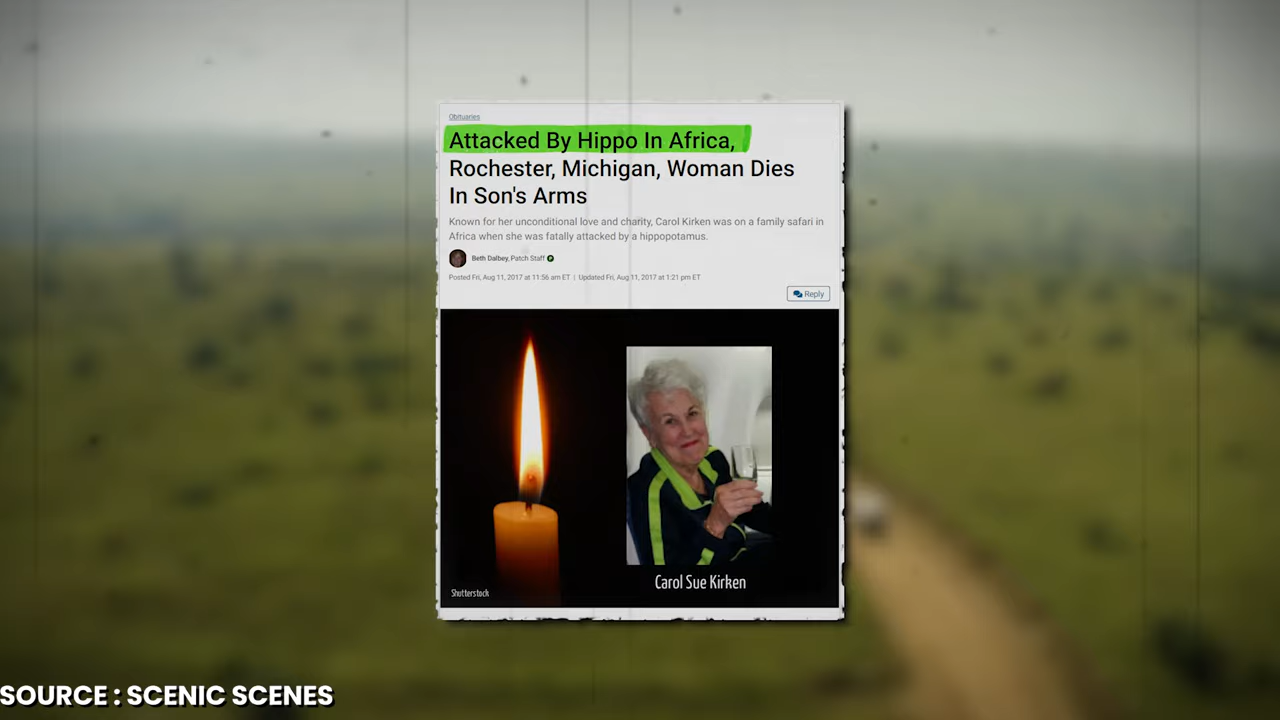 Obituaries
Attacked By Hippo In Africa,
Rochester, Michigan, Woman Dies
In Son's Arms
Known for her unconditional love and charity, Carol Kirken was on a family safari in
Africa when she was fatally attacked by a hippopotamus.
Beth Dalbey, Patch Staff
Posted Fri, Aug 11, 2017 at 11:56 am ET | Updated Fri, Aug 11, 2017 at 1:21 pm ET
Reply
Shutterstock
Carol Sue Kirken
SOURCE : SCENIC SCENES